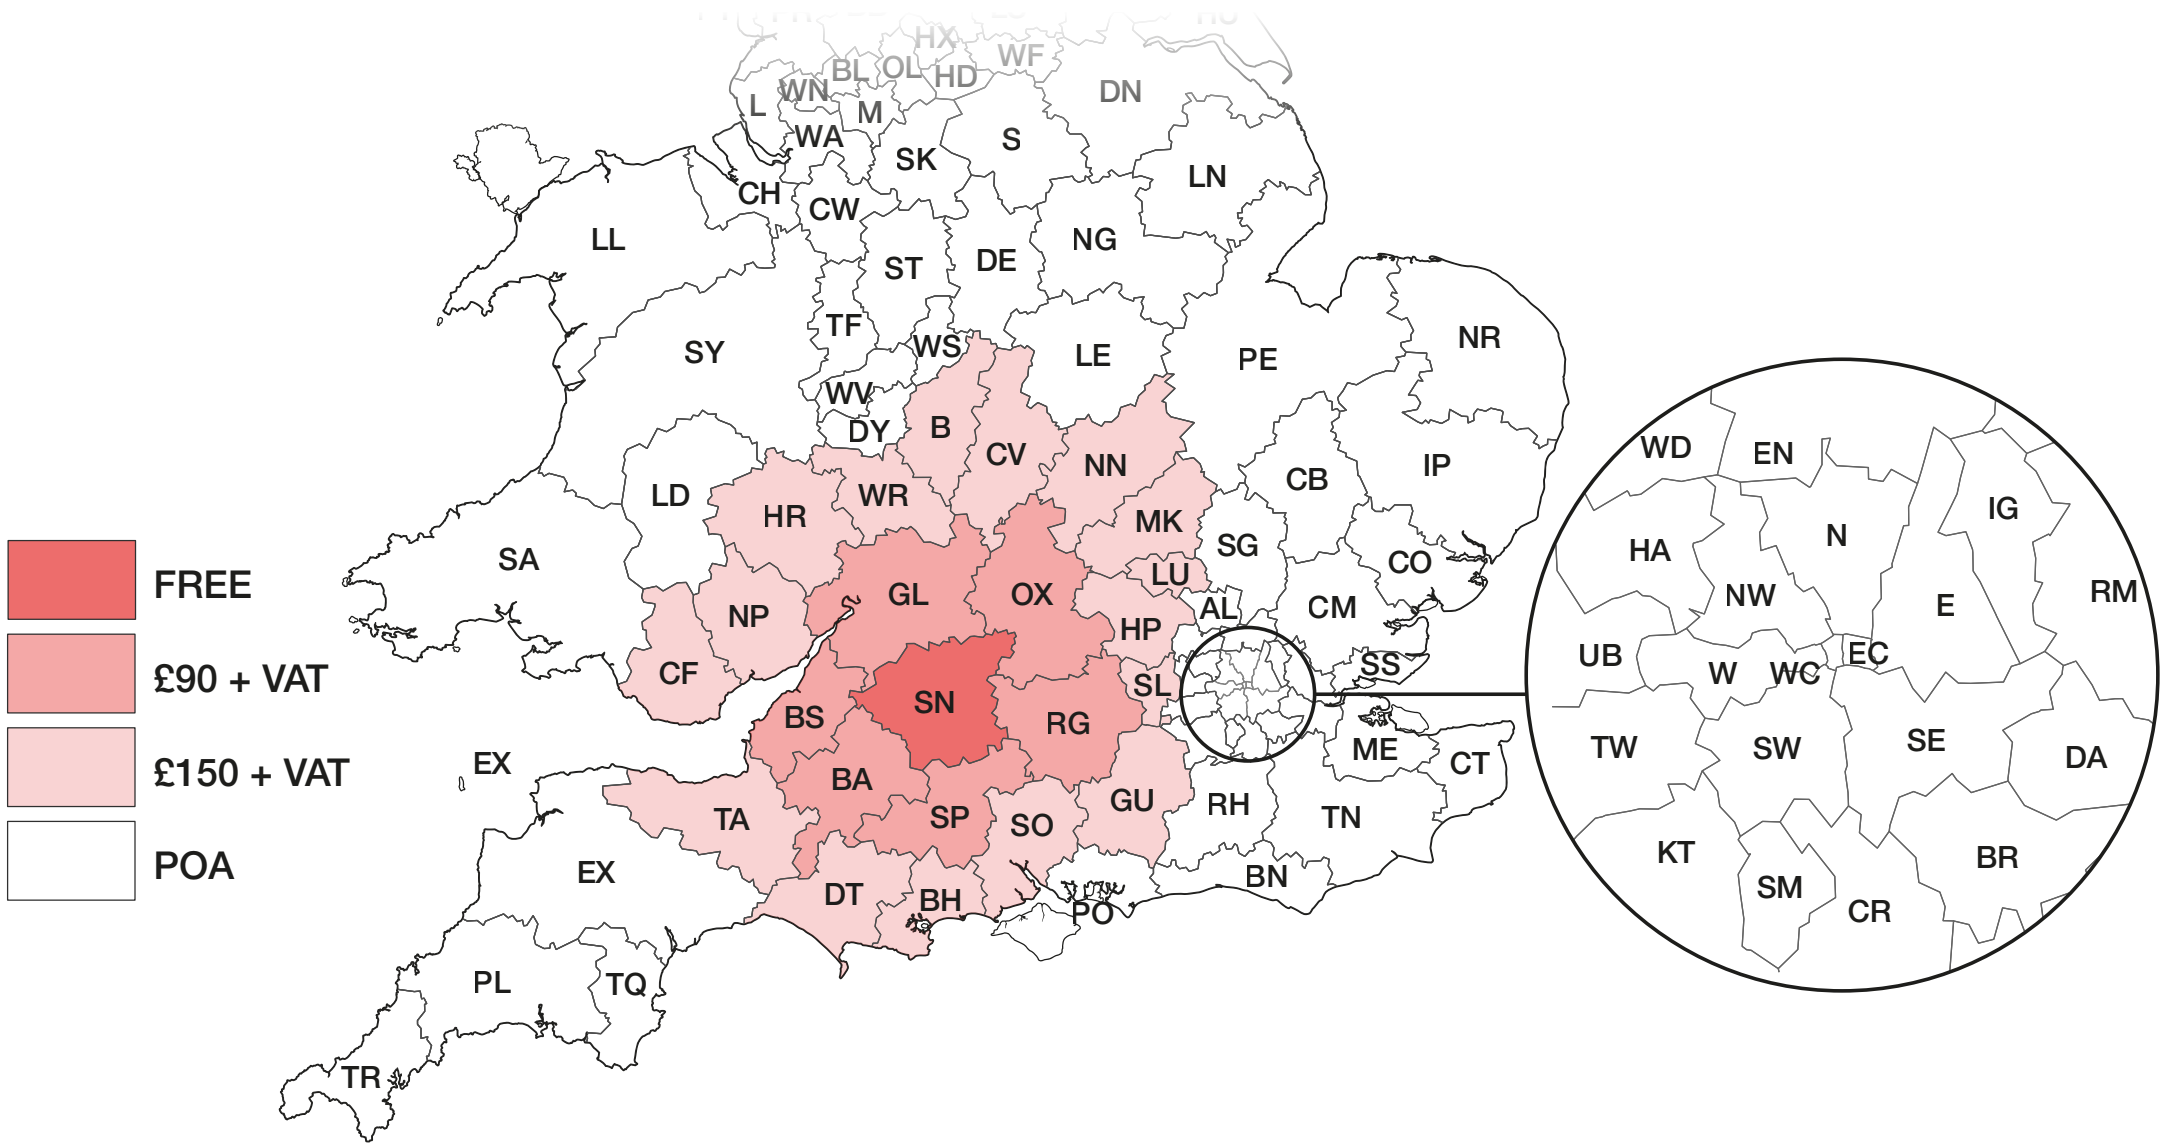 HX
WF
BL
OL
HD
WN
DN
L
M
WA
S
SK
LN
CH
CW
LL
NG
ST
DE
TF
NR
WS
SY
LE
PE
WV
B
DY
CV
NN
IP
CB
LD
WR
HR
MK
SG
SA
CO
LU
GL
OX
AL
CM
NP
HP
SS
CF
SL
SN
BS
RG
ME
EX
CT
BA
GU
RH
TA
SP
SO
TN
EX
BN
DT
BH
PO
PL
TQ
TR
FREE
£90 + VAT
£150 + VAT
POA
WD
EN
IG
N
HA
RM
NW
E
UB
EC
W
WC
TW
SW
SE
DA
KT
BR
SM
CR